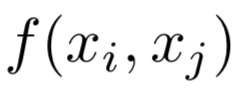 f(x_i, x_j)